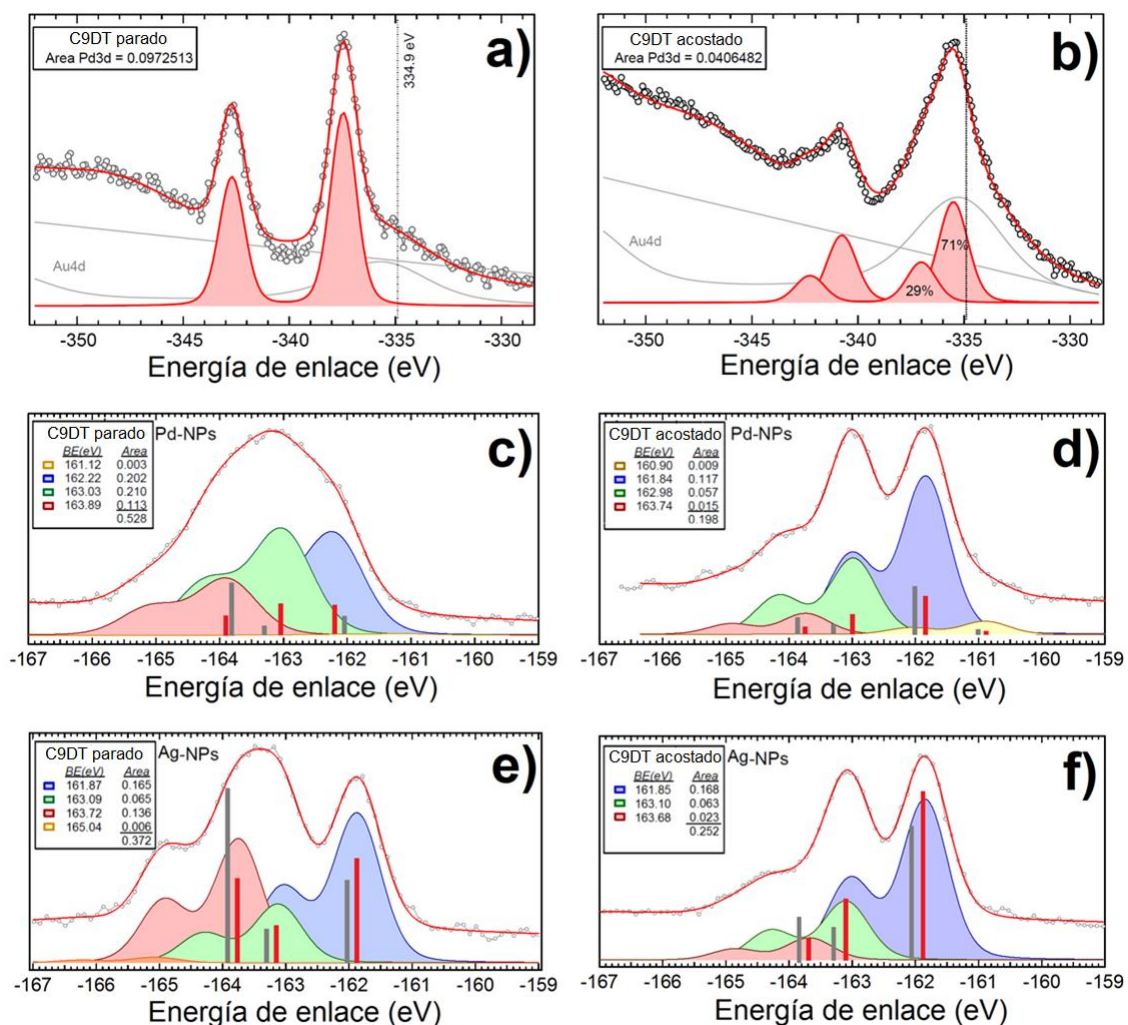 C9DT parado
Area Pd3d = 0.0972513
334.9 eV
a)
Au4d
-350 -345 -340 -335 -330
Energía de enlace (eV)
C9DT acostado
Area Pd3d = 0.0406482
b)
Au4d
71%
29%
-350 -345 -340 -335 -330
Energía de enlace (eV)
C9DT parado
Pd-NPs
BE(eV) Area
161.12 0.003
162.22 0.202
163.03 0.210
163.89 0.113
0.528
c)
-167 -166 -165 -164 -163 -162 -161 -160 -159
Energía de enlace (eV)
C9DT acostado
Pd-NPs
BE(eV) Area
160.90 0.009
161.84 0.117
162.98 0.057
163.74 0.015
0.198
d)
-167 -166 -165 -164 -163 -162 -161 -160 -159
Energía de enlace (eV)
C9DT parado
Ag-NPs
BE(eV) Area
161.87 0.165
163.09 0.065
163.72 0.136
165.04 0.006
0.372
e)
-167 -166 -165 -164 -163 -162 -161 -160 -159
Energía de enlace (eV)
C9DT acostado
Ag-NPs
BE(eV) Area
161.85 0.168
163.10 0.063
163.68 0.023
0.252
f)
-167 -166 -165 -164 -163 -162 -161 -160 -159
Energía de enlace (eV)